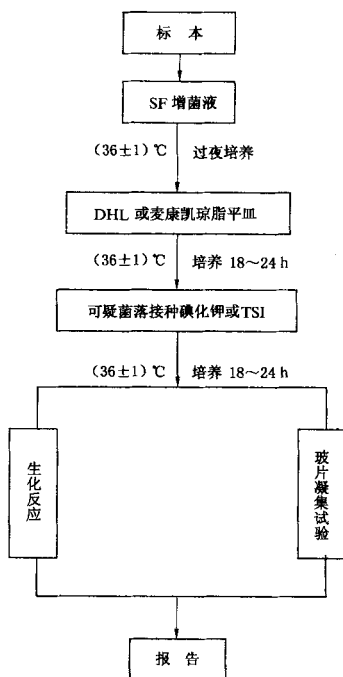 标 本
SF 增菌液
(36±1)℃ 过夜培养
DHL 或麦康凯琼脂平皿
(36±1)℃ 培养 18～24 h
可疑菌落接种碘化钾或TSI
(36±1)℃ 培养 18～24 h
生化反应
玻片凝集试验
报 告